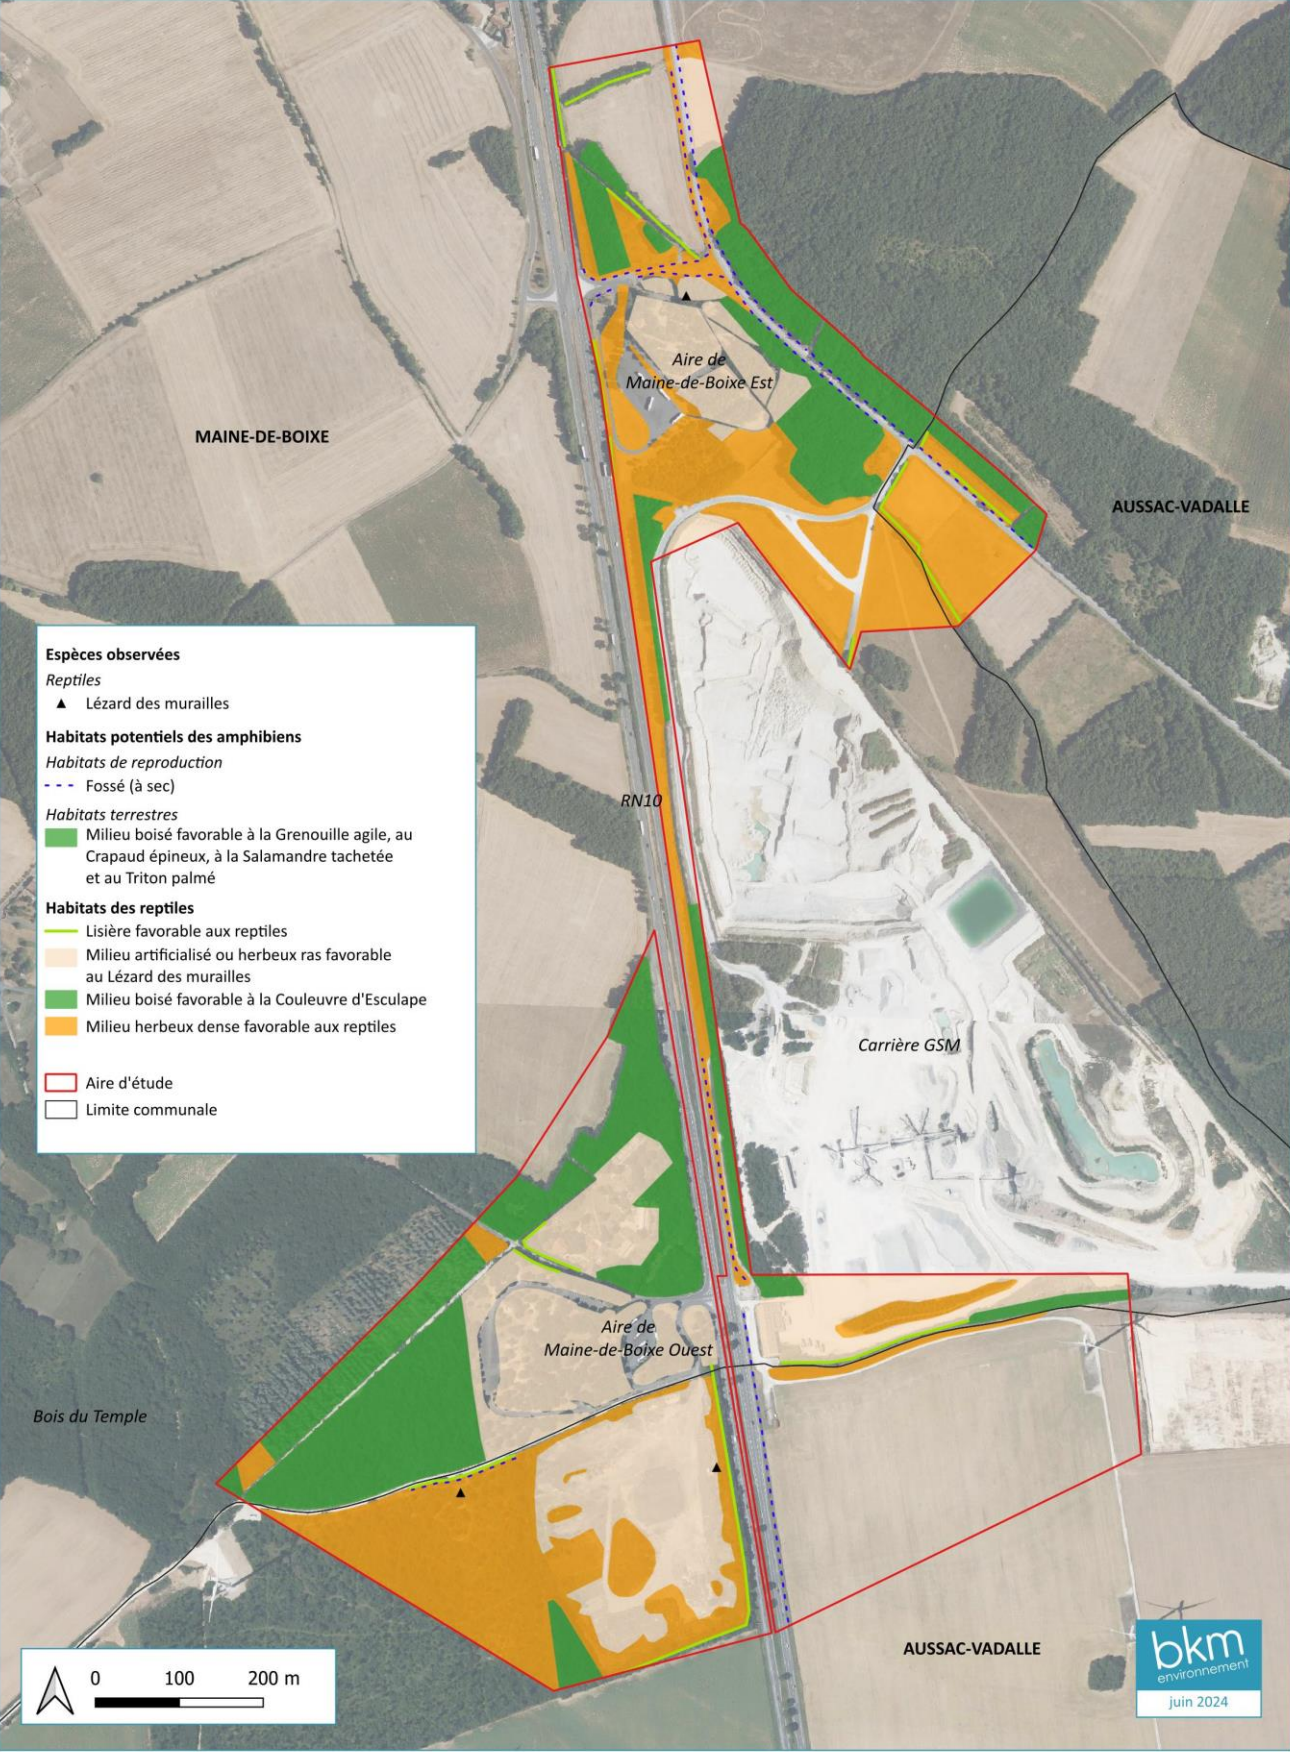 Aire de
Maine-de-Boixe Est
MAINE-DE-BOIXE
AUSSAC-VADALLE
Espèces observées
Reptiles
Lézard des murailles
Habitats potentiels des amphibiens
Habitats de reproduction
Fossé (à sec)
Habitats terrestres
Milieu boisé favorable à la Grenouille agile, au
Crapaud épineux, à la Salamandre tachetée
et au Triton palmé
Habitats des reptiles
Lisière favorable aux reptiles
Milieu artificialisé ou herbeux ras favorable
au Lézard des murailles
Milieu boisé favorable à la Couleuvre d'Esculape
Milieu herbeux dense favorable aux reptiles
Aire d'étude
Limite communale
RN10
Carrière GSM
Aire de
Maine-de-Boixe Ouest
Bois du Temple
AUSSAC-VADALLE
0 100 200 m
bkm
environnement
juin 2024